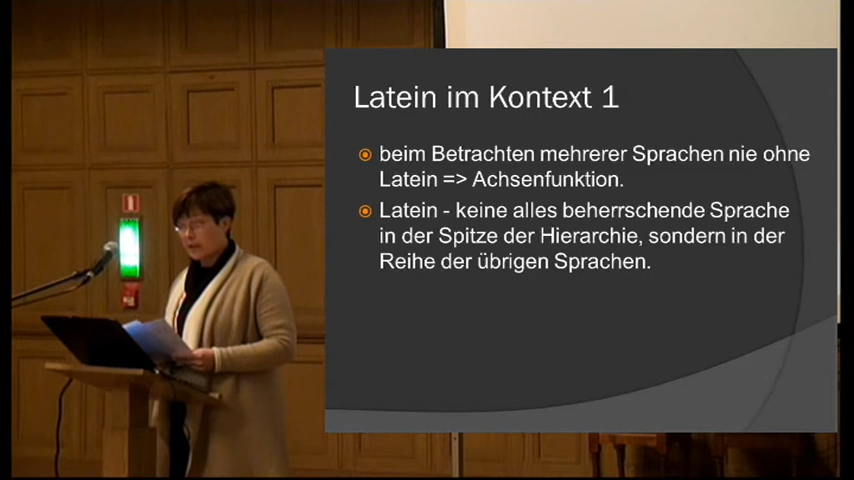 Latein im Kontext 1
beim Betrachten mehrerer Sprachen nie ohne
Latein => Achsenfunktion.
Latein - keine alles beherrschende Sprache
in der Spitze der Hierarchie, sondern in der
Reihe der übrigen Sprachen.